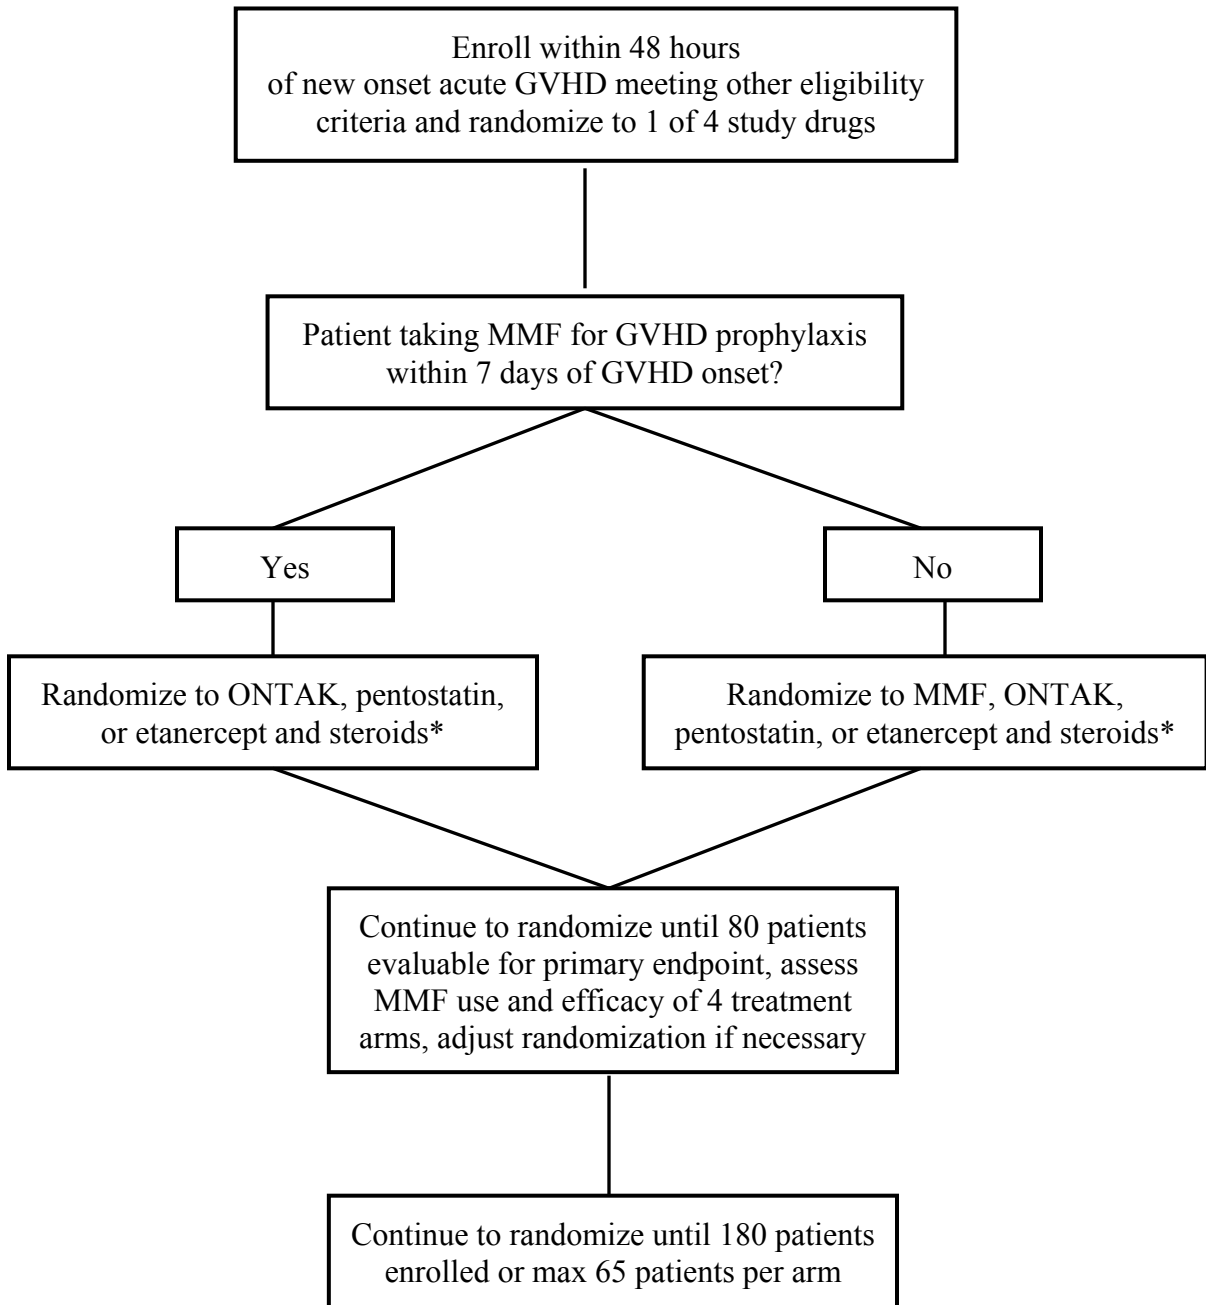 Enroll within 48 hours
of new onset acute GVHD meeting other eligibility
criteria and randomize to 1 of 4 study drugs
Patient taking MMF for GVHD prophylaxis
within 7 days of GVHD onset?
Yes
No
Randomize to ONTAK, pentostatin,
or etanercept and steroids*
Randomize to MMF, ONTAK,
pentostatin, or etanercept and steroids*
Continue to randomize until 80 patients
evaluable for primary endpoint, assess
MMF use and efficacy of 4 treatment
arms, adjust randomization if necessary
Continue to randomize until 180 patients
enrolled or max 65 patients per arm